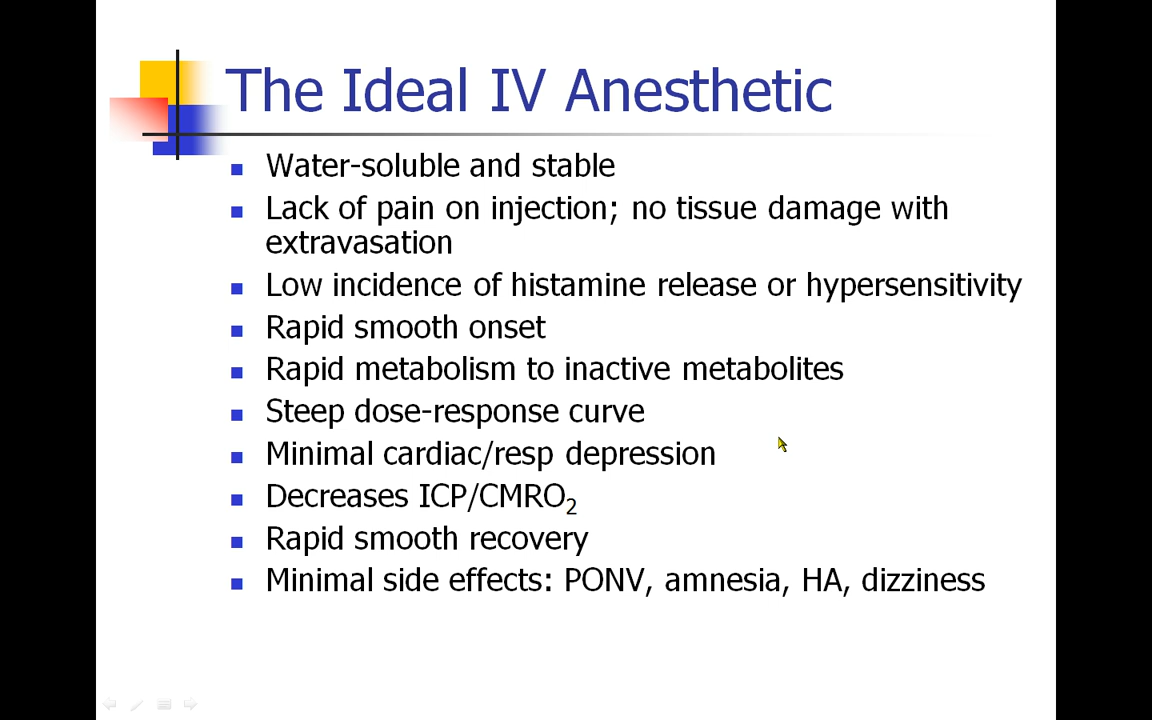 The Ideal IV Anesthetic
Water-soluble and stable
Lack of pain on injection; no tissue damage with
extravasation
Low incidence of histamine release or hypersensitivity
Rapid smooth onset
Rapid metabolism to inactive metabolites
Steep dose-response curve
Minimal cardiac/resp depression
Decreases ICP/CMRO₂
Rapid smooth recovery
Minimal side effects: PONV, amnesia, HA, dizziness